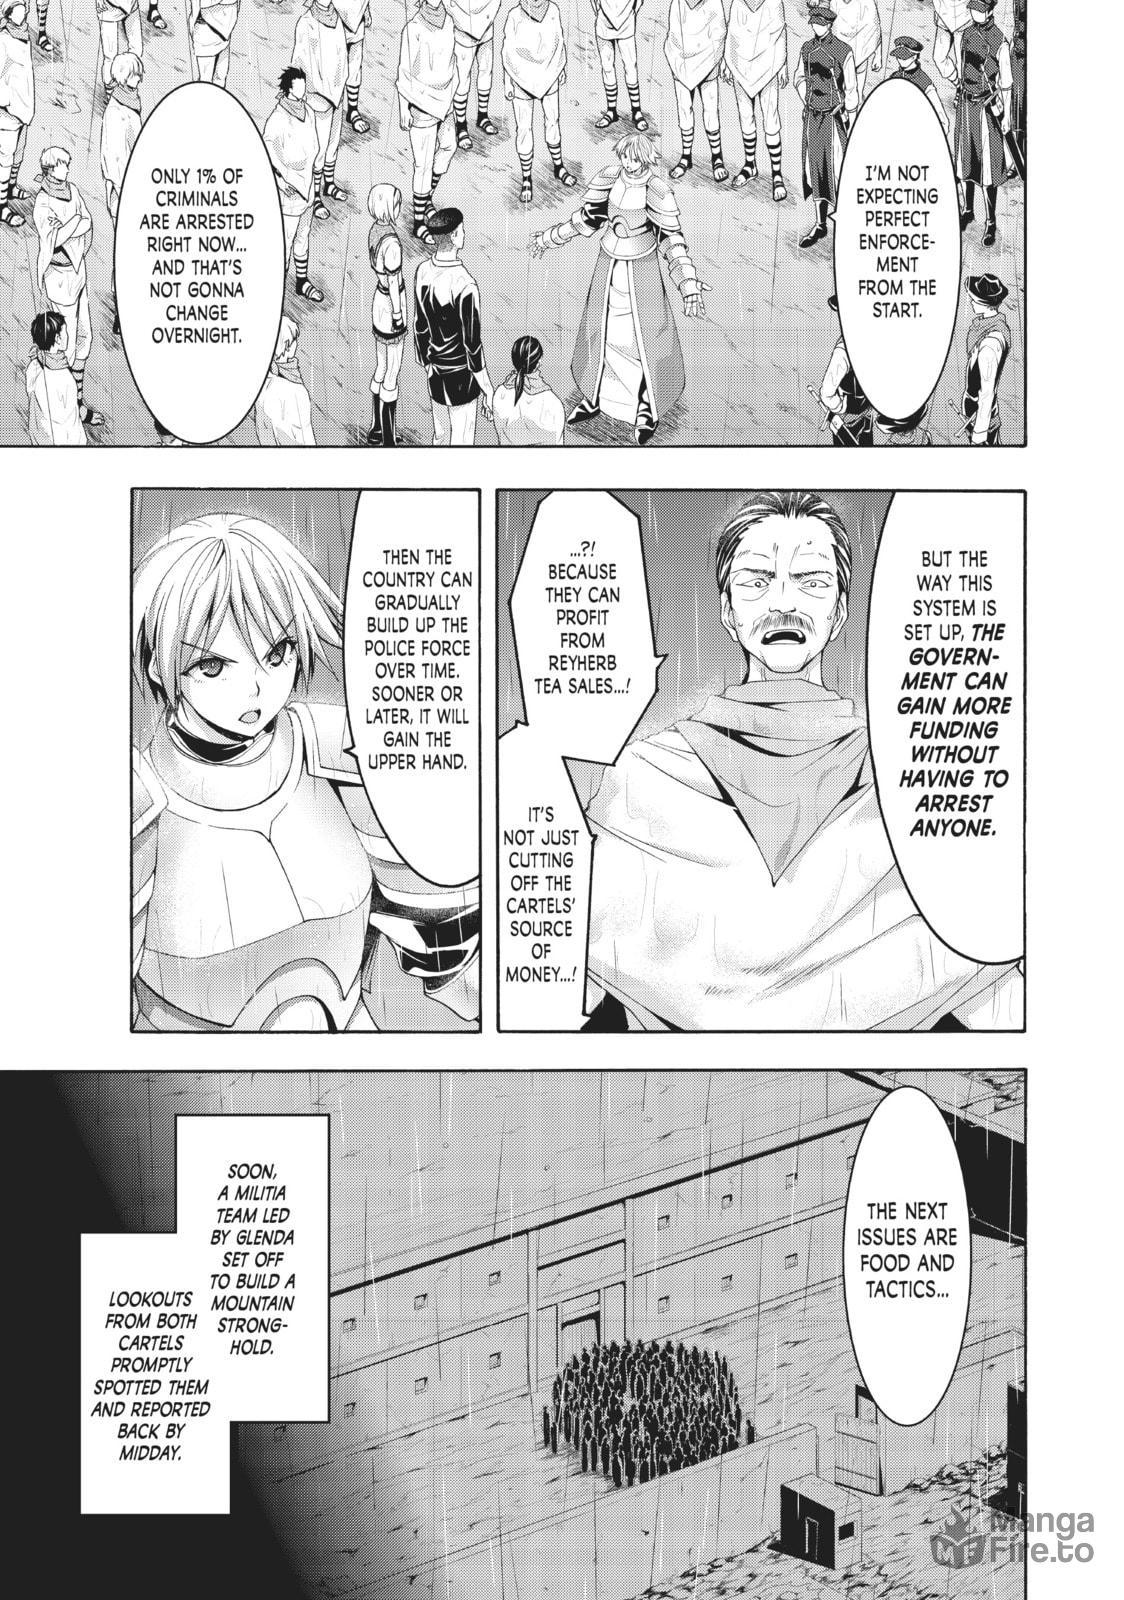 I'M NOT
EXPECTING
PERFECT
ENFORCE-
MENT
FROM THE
START.
ONLY 1% OF
CRIMINALS
ARE ARRESTED
RIGHT NOW...
AND THAT'S
NOT GONNA
CHANGE
OVERNIGHT.
BUT THE
WAY THIS
SYSTEM IS
SET UP, THE
GOVERN-
MENT CAN
GAIN MORE
FUNDING
WITHOUT
HAVING TO
ARREST
ANYONE.
...?!
BECAUSE
THEY CAN
PROFIT
FROM
REYHERB
TEA SALES...!
IT'S
NOT JUST
CUTTING
OFF THE
CARTELS'
SOURCE
OF
MONEY...!
THEN THE
COUNTRY CAN
GRADUALLY
BUILD UP THE
POLICE FORCE
OVER TIME.
SOONER OR
LATER, IT WILL
GAIN THE
UPPER HAND.
THE NEXT
ISSUES ARE
FOOD AND
TACTICS...
SOON,
A MILITIA
TEAM LED
BY GLENDA
SET OFF
TO BUILD A
MOUNTAIN
STRONG-
HOLD.
LOOKOUTS
FROM BOTH
CARTELS
PROMPTLY
SPOTTED THEM
AND REPORTED
BACK BY
MIDDAY.
MF
Manga
Fire.to